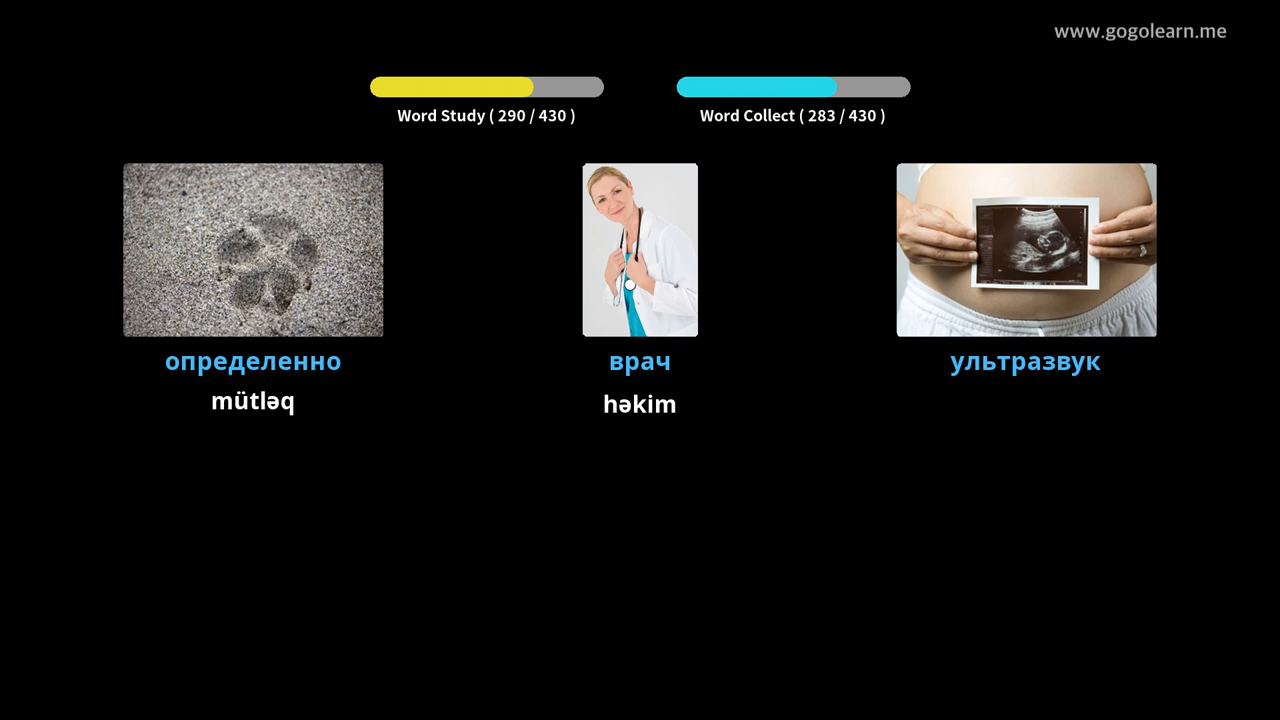 www.gogolearn.me
Word Study ( 290 / 430 )
Word Collect ( 283 / 430 )
определенно
врач
ультразвук
mütləq
həkim